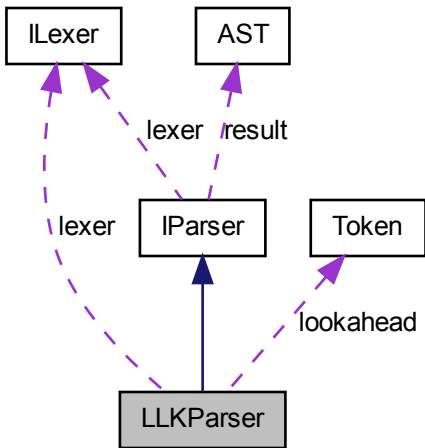 ILexer AST
lexer result
lexer IParser Token
lookahead
LLKParser